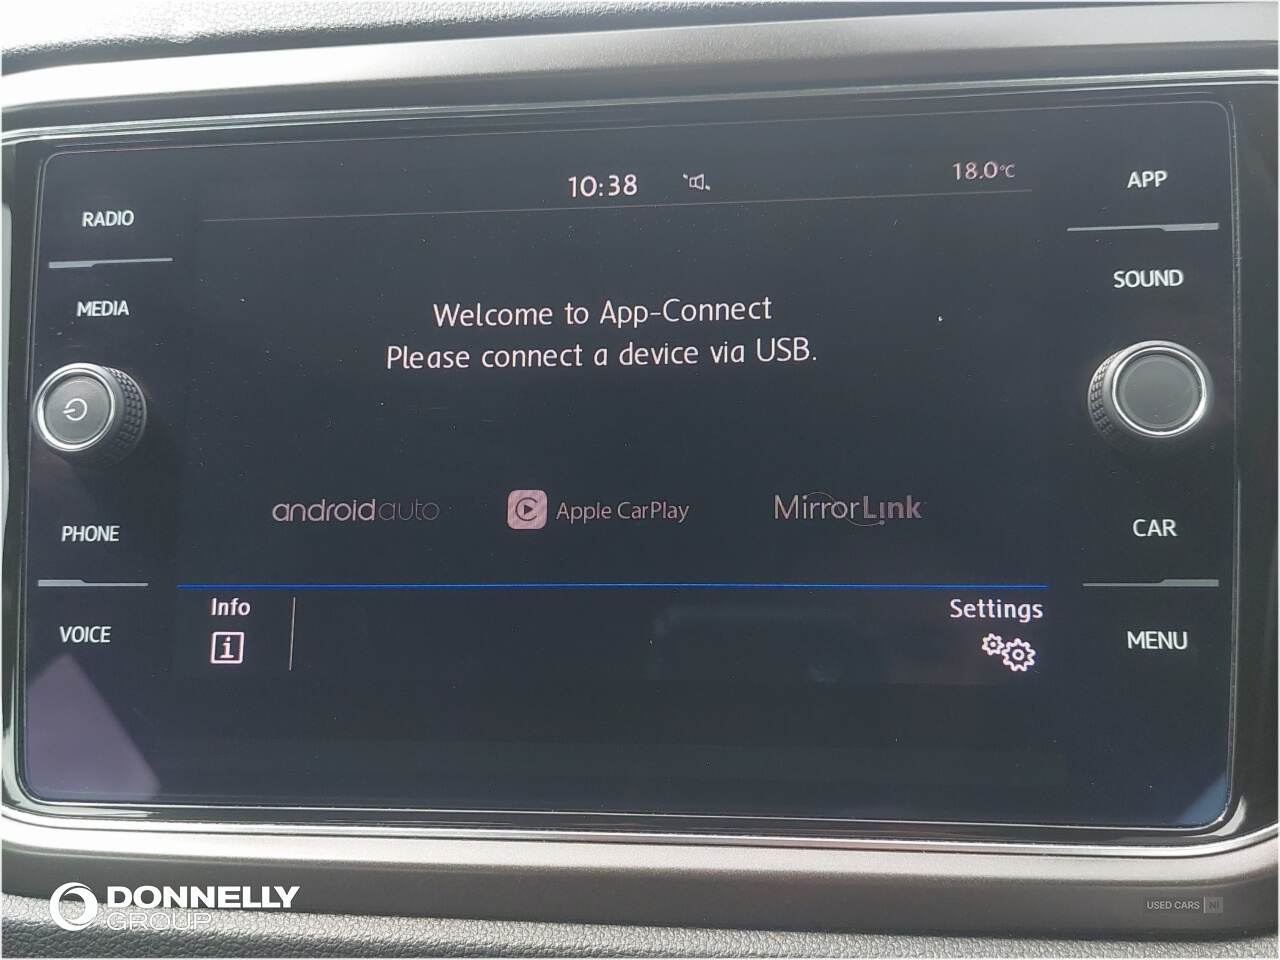 10:38
18.0°C
RADIO
MEDIA
PHONE
VOICE
Welcome to App-Connect
Please connect a device via USB.
androidauto
Apple CarPlay
MirrorLink
Info
i
Settings
APP
SOUND
CAR
MENU
DONNELLY
GROUP
USED CARS NI